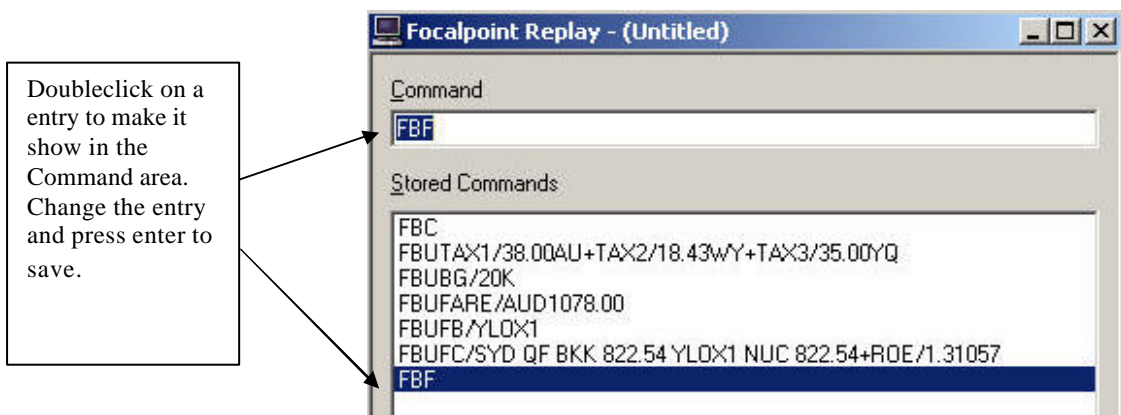 Focalpoint Replay - (Untitled)
Doubleclick on a
entry to make it
show in the
Command area.
Change the entry
and press enter to
save.
Command
FBF
Stored Commands
FBC
FBUTAX1/38.00AU+TAX2/18.43WY+TAX3/35.00YQ
FBUBG/20K
FBUFARE/AUD1078.00
FBUFB/YLOX1
FBUFC/SYD QF BKK 822.54 YLOX1 NUC 822.54+ROE/1.31057
FBF